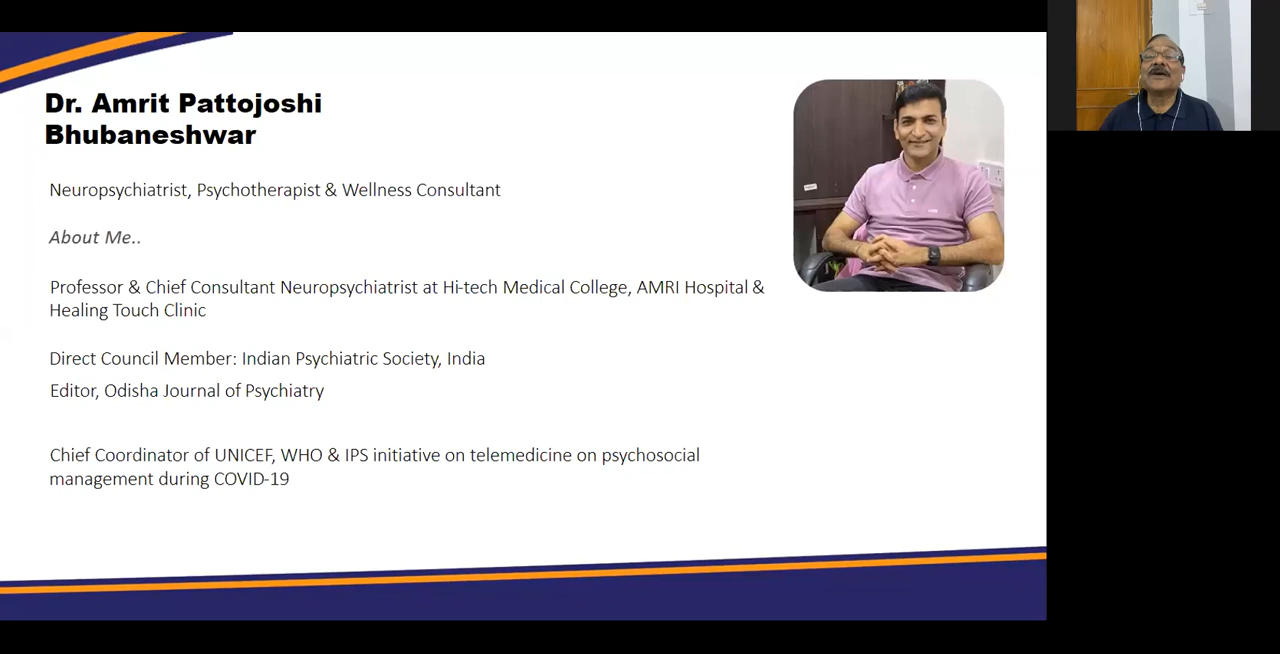 Dr. Amrit Pattojoshi
Bhubaneshwar
Neuropsychiatrist, Psychotherapist & Wellness Consultant
About Me..
Professor & Chief Consultant Neuropsychiatrist at Hi-tech Medical College, AMRI Hospital &
Healing Touch Clinic
Direct Council Member: Indian Psychiatric Society, India
Editor, Odisha Journal of Psychiatry
Chief Coordinator of UNICEF, WHO & IPS initiative on telemedicine on psychosocial
management during COVID-19